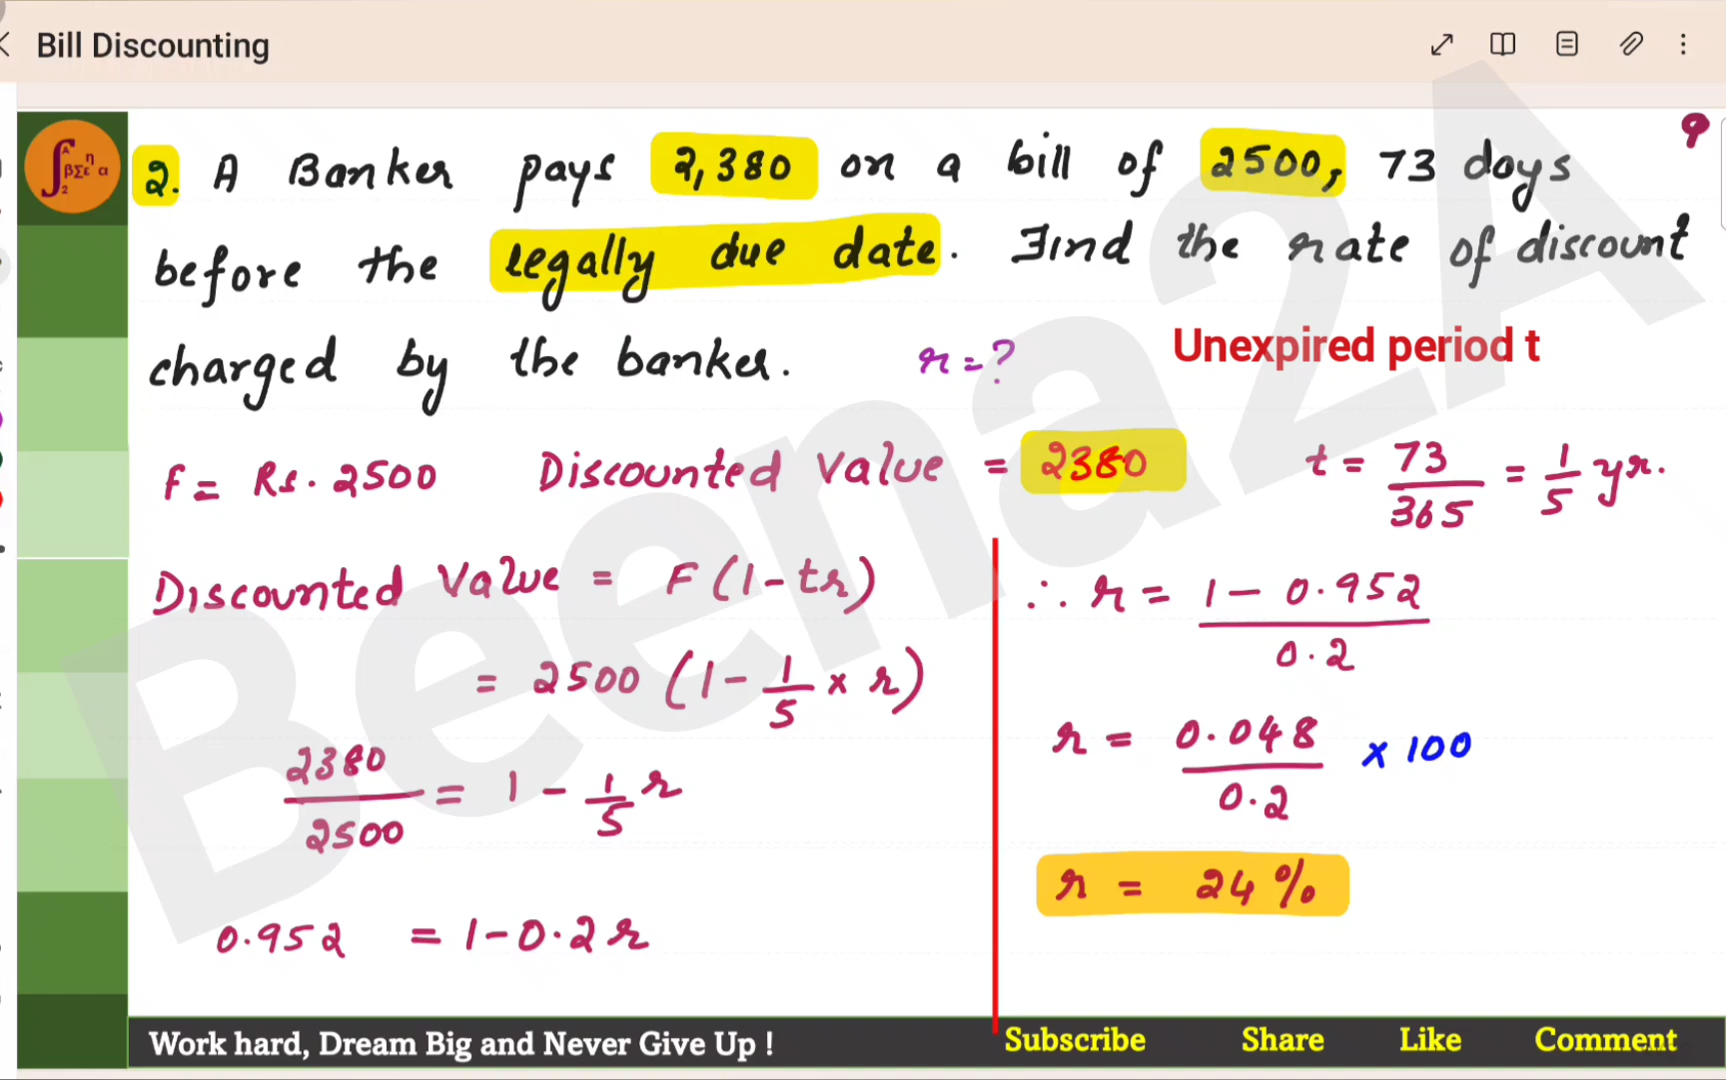 Bill Discounting
2. A Banker pays 2,380 on a bill of 2500, 73 days
before the legally due date. Find the rate of discount
charged by the banker. r = ?
Unexpired period t
F = Rs. 2500 Discounted Value = 2380 t = 73/365 = 1/5 yr.
Discounted Value = F (1 - tr)
= 2500 (1 - 1/5 × r)
2380/2500 = 1 - 1/5 r
0.952 = 1 - 0.2 r
∴ r = 1 - 0.952 / 0.2
r = 0.048 / 0.2 × 100
r = 24 %
Beena2A
Work hard, Dream Big and Never Give Up !
Subscribe Share Like Comment